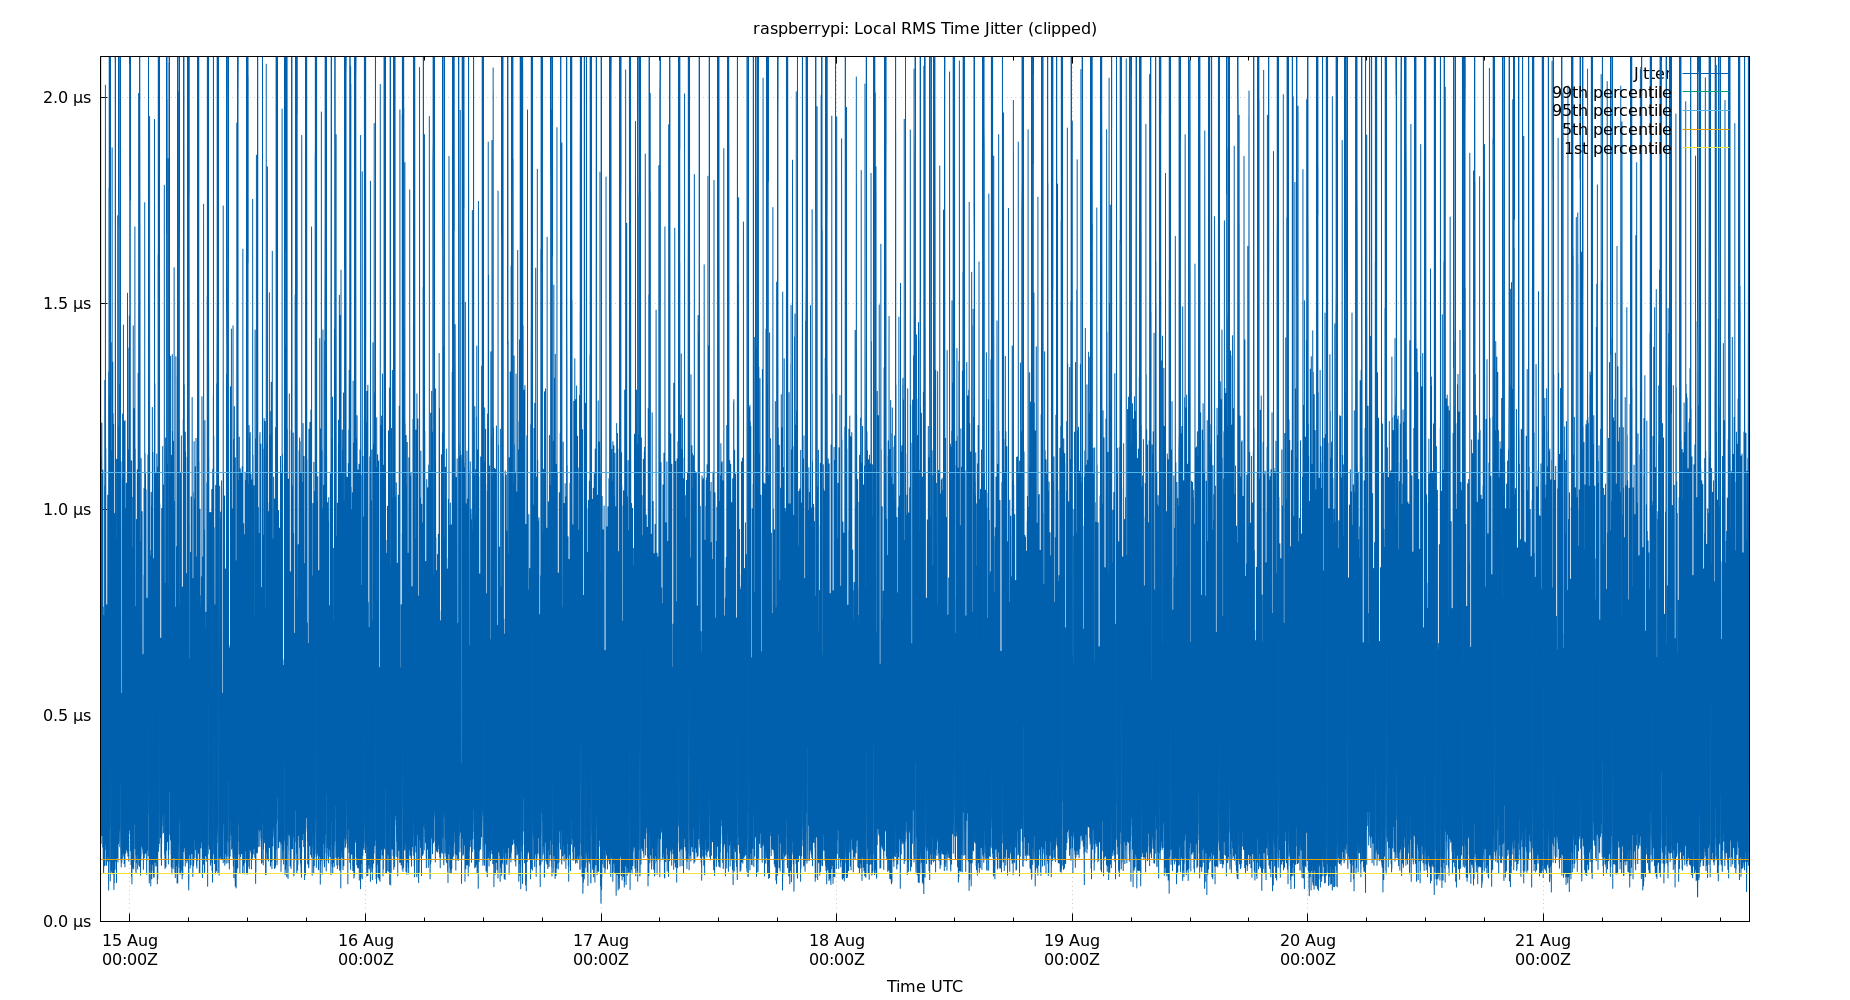 raspberrypi: Local RMS Time Jitter (clipped)
Jitter
99th percentile
95th percentile
5th percentile
1st percentile
2.0 μs
1.5 μs
1.0 μs
0.5 μs
0.0 μs
15 Aug 16 Aug 17 Aug 18 Aug 19 Aug 20 Aug 21 Aug
00:00Z 00:00Z 00:00Z 00:00Z 00:00Z 00:00Z 00:00Z
Time UTC